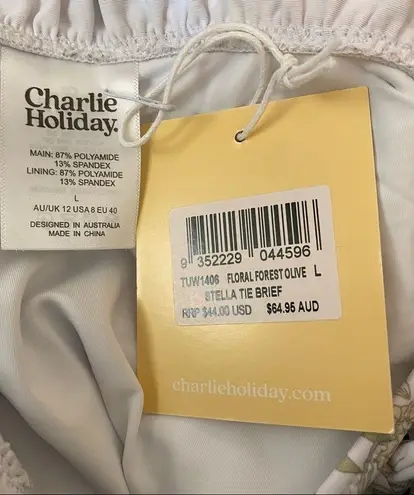 Charlie
Holiday.
MAIN: 87% POLYAMIDE
13% SPANDEX
LINING: 87% POLYAMIDE
13% SPANDEX
L
AU/UK 12 USA 8 EU 40
DESIGNED IN AUSTRALIA
MADE IN CHINA
9 352229 044596
TUW1406 FLORAL FOREST OLIVE L
STELLA TIE BRIEF
RRP $44.00 USD $64.95 AUD
charlieholiday.com